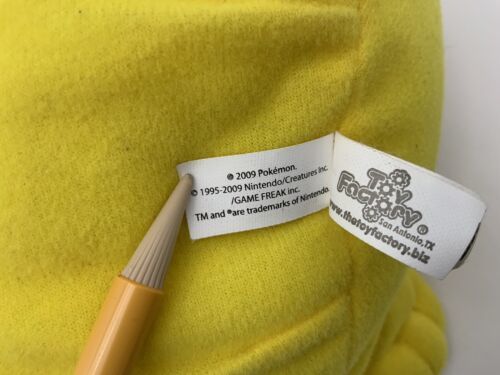 © 2009 Pokémon.
© 1995-2009 Nintendo/Creatures Inc.
/GAME FREAK inc.
TM and ® are trademarks of Nintendo.
TOY
FACTORY ®
San Antonio, TX
www.thetoyfactory.biz